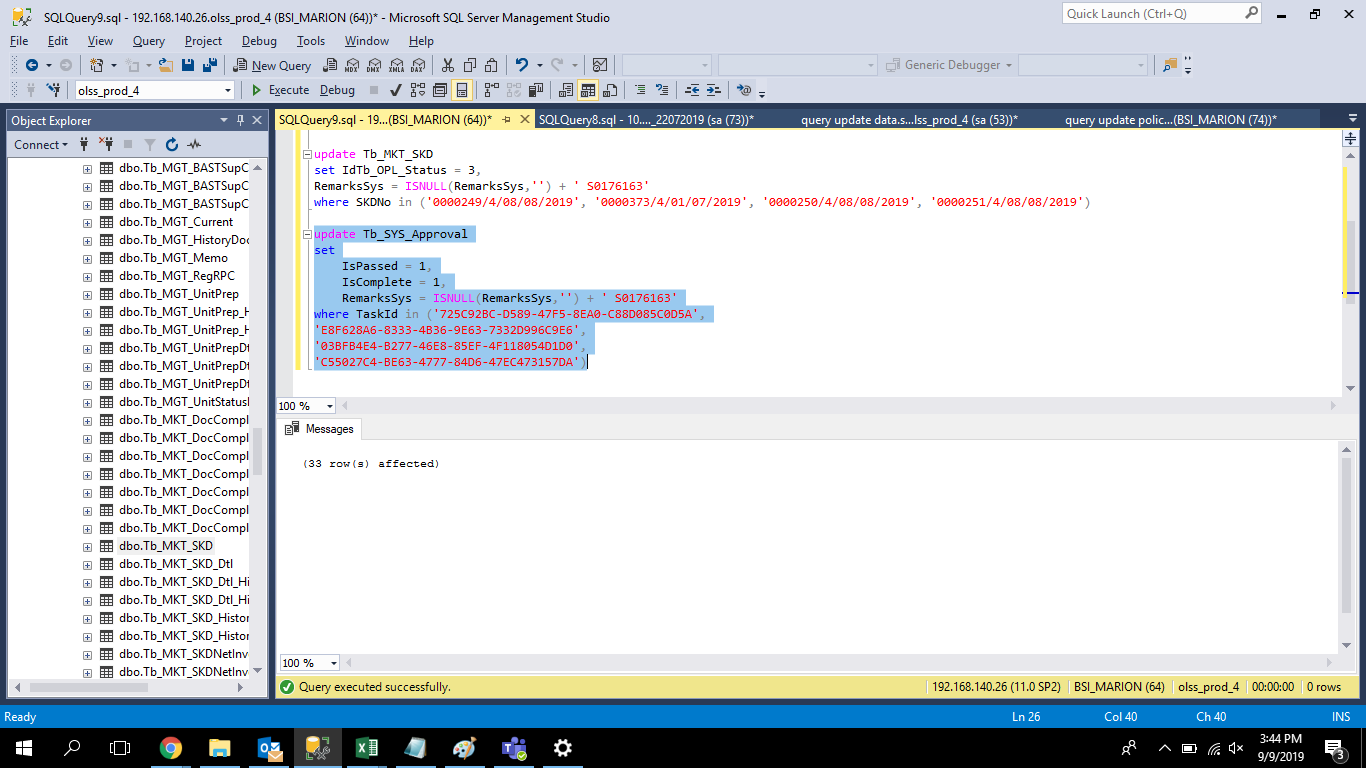 SQLQuery9.sql - 192.168.140.26.olss_prod_4 (BSI_MARION (64))* - Microsoft SQL Server Management Studio
Quick Launch (Ctrl+Q)
File Edit View Query Project Debug Tools Window Help
New Query
MDX DMX XMLA DAX
Generic Debugger
olss_prod_4
Execute Debug
Object Explorer
SQLQuery9.sql - 19...(BSI_MARION (64))* SQLQuery8.sql - 10...._22072019 (sa (73))* query update data.s...lss_prod_4 (sa (53))* query update polic...(BSI_MARION (74))*
Connect
dbo.Tb_MGT_BASTSupC
dbo.Tb_MGT_BASTSupC
dbo.Tb_MGT_BASTSupC
dbo.Tb_MGT_Current
dbo.Tb_MGT_HistoryDoc
dbo.Tb_MGT_Memo
dbo.Tb_MGT_RegRPC
dbo.Tb_MGT_UnitPrep
dbo.Tb_MGT_UnitPrep_H
dbo.Tb_MGT_UnitPrep_H
dbo.Tb_MGT_UnitPrepDt
dbo.Tb_MGT_UnitPrepDt
dbo.Tb_MGT_UnitPrepDt
dbo.Tb_MGT_UnitStatusI
dbo.Tb_MKT_DocCompl
dbo.Tb_MKT_DocCompl
dbo.Tb_MKT_DocCompl
dbo.Tb_MKT_DocCompl
dbo.Tb_MKT_DocCompl
dbo.Tb_MKT_DocCompl
dbo.Tb_MKT_DocCompl
dbo.Tb_MKT_SKD
dbo.Tb_MKT_SKD_Dtl
dbo.Tb_MKT_SKD_Dtl_Hi
dbo.Tb_MKT_SKD_Dtl_Hi
dbo.Tb_MKT_SKD_Histor
dbo.Tb_MKT_SKD_Histor
dbo.Tb_MKT_SKDNetInv
dbo.Tb_MKT_SKDNetInv
update Tb_MKT_SKD
set IdTb_OPL_Status = 3,
RemarksSys = ISNULL(RemarksSys,'') + ' S0176163'
where SKDNo in ('0000249/4/08/08/2019', '0000373/4/01/07/2019', '0000250/4/08/08/2019', '0000251/4/08/08/2019')
update Tb_SYS_Approval
set
IsPassed = 1,
IsComplete = 1,
RemarksSys = ISNULL(RemarksSys,'') + ' S0176163'
where TaskId in ('725C92BC-D589-47F5-8EA0-C88D085C0D5A',
'E8F628A6-8333-4B36-9E63-7332D996C9E6',
'03BFB4E4-B277-46E8-85EF-4F118054D1D0',
'C55027C4-BE63-4777-84D6-47EC473157DA')
100 %
Messages
(33 row(s) affected)
100 %
Query executed successfully. 192.168.140.26 (11.0 SP2) BSI_MARION (64) olss_prod_4 00:00:00 0 rows
Ready Ln 26 Col 40 Ch 40 INS
3:44 PM
9/9/2019
3